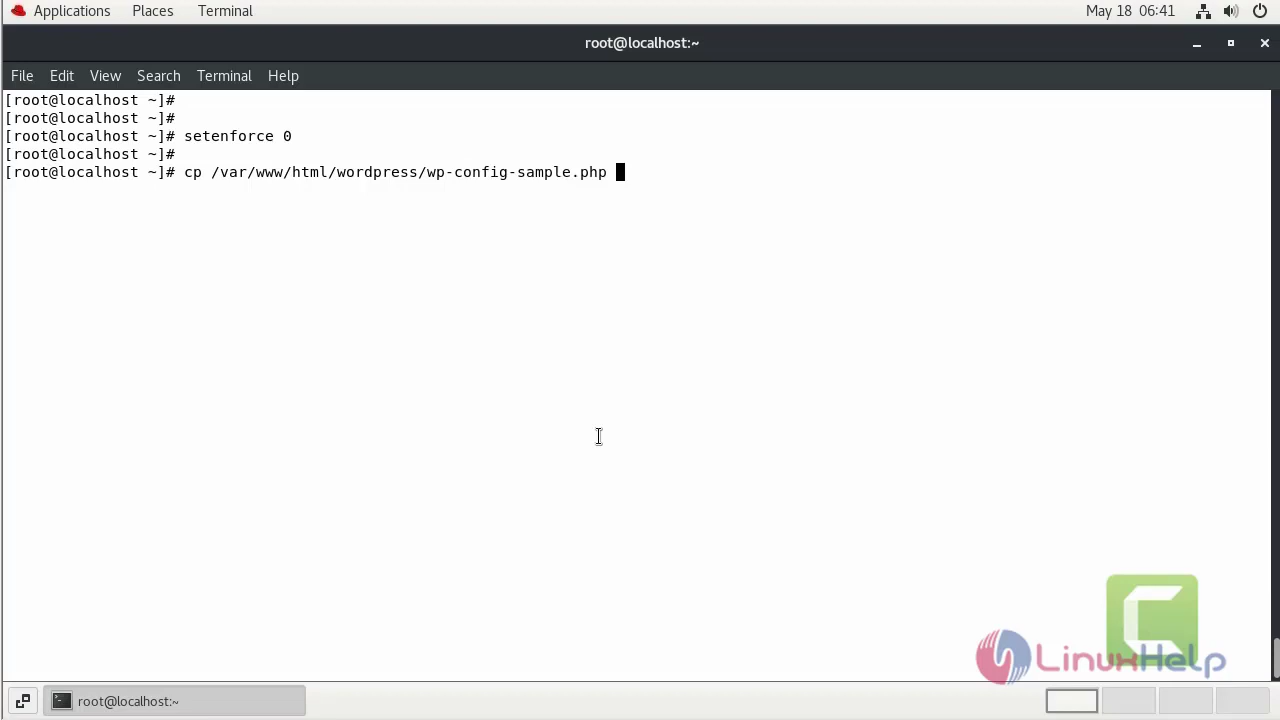 Applications Places Terminal May 18 06:41
root@localhost:~
File Edit View Search Terminal Help
[root@localhost ~]#
[root@localhost ~]#
[root@localhost ~]# setenforce 0
[root@localhost ~]#
[root@localhost ~]# cp /var/www/html/wordpress/wp-config-sample.php
LinuxHelp
root@localhost:~